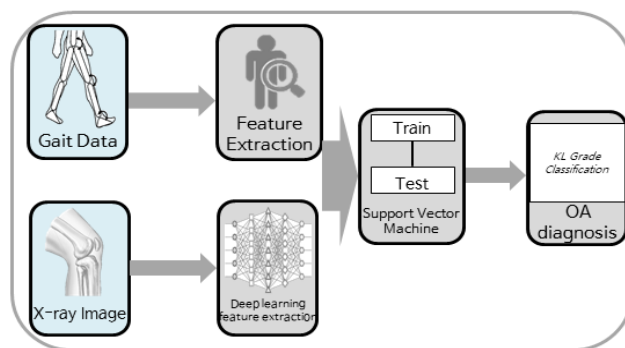 Gait Data
Feature
Extraction
Train
Test
Support Vector
Machine
KL Grade
Classification
OA
diagnosis
X-ray Image
Deep learning
feature extraction